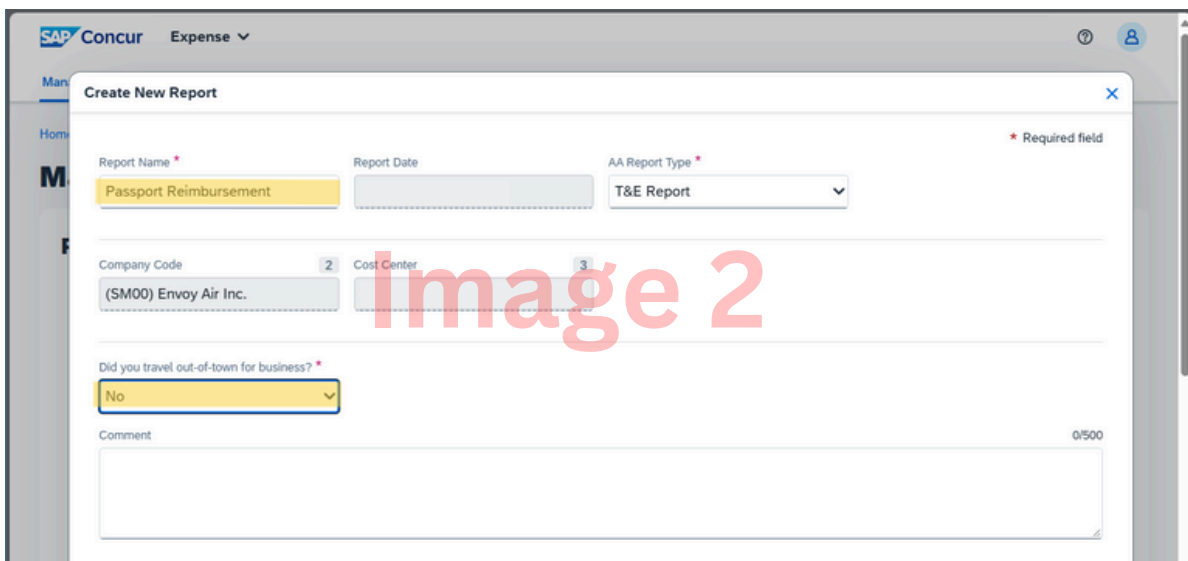 SAP Concur Expense
Man
Create New Report
Home
* Required field
Report Name * Report Date AA Report Type *
M
Passport Reimbursement T&E Report
Company Code 2 Cost Center 3
(SM00) Envoy Air Inc.
Image 2
Did you travel out-of-town for business? *
No
Comment 0/500